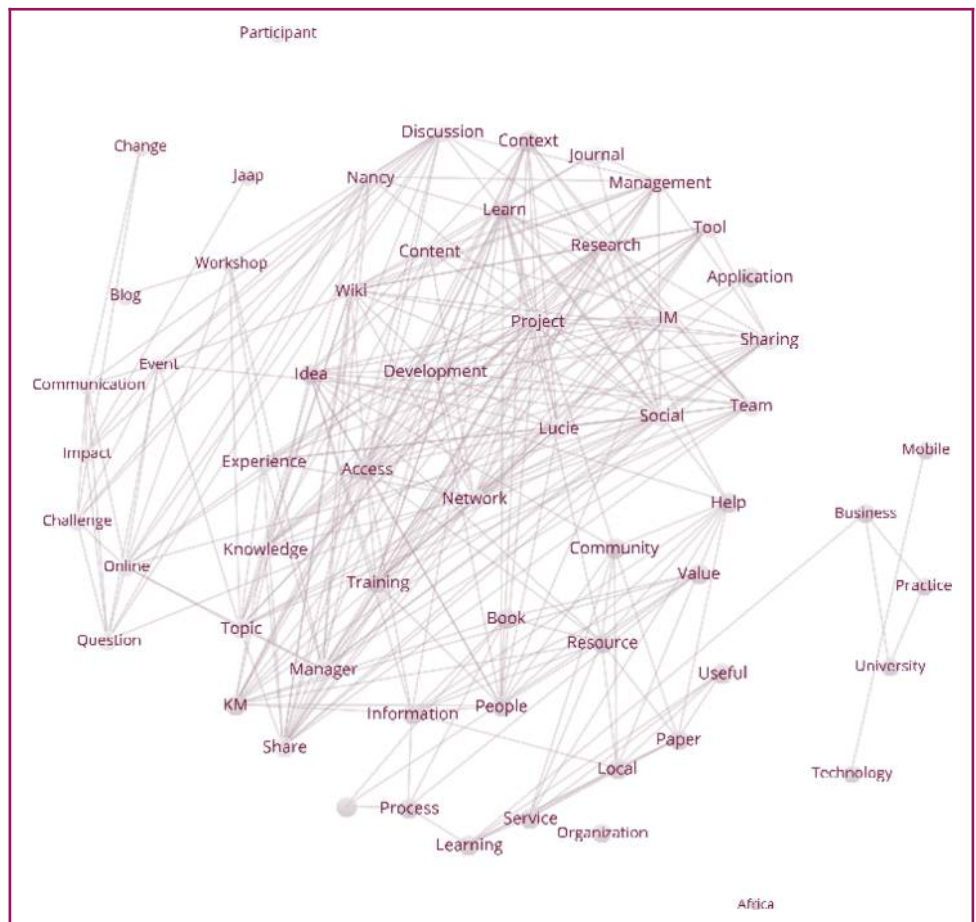 Participant
Discussion
Context
Change
Journal
Jaap
Nancy
Management
Learn
Tool
Research
Content
Workshop
Application
Blog
Wiki
Project
IM
Sharing
Event
Idea
Development
Communication
Team
Social
Lucie
Impact
Mobile
Experience
Access
Network
Help
Business
Challenge
Knowledge
Community
Online
Value
Training
Practice
Book
Topic
Question
Resource
Manager
University
Useful
KM
Information
People
Share
Paper
Local
Technology
Process
Service
Organization
Learning
Africa